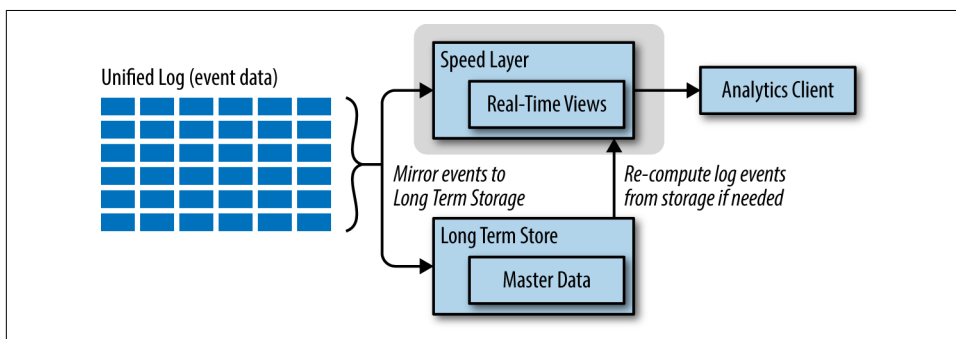 Unified Log (event data)
Speed Layer
Real-Time Views
Analytics Client
Mirror events to
Long Term Storage
Re-compute log events
from storage if needed
Long Term Store
Master Data